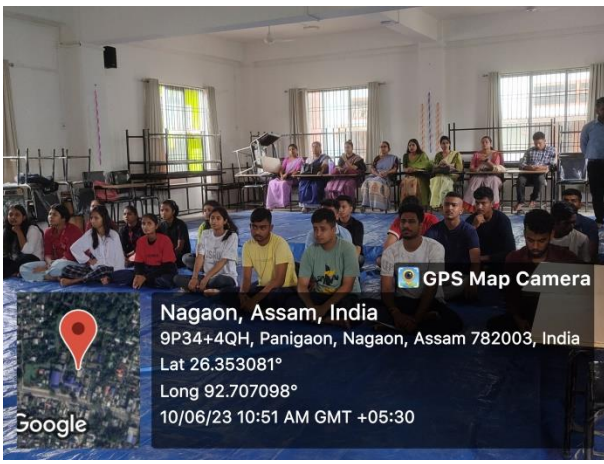 GPS Map Camera
Nagaon, Assam, India
9P34+4QH, Panigaon, Nagaon, Assam 782003, India
Lat 26.353081°
Long 92.707098°
10/06/23 10:51 AM GMT +05:30
Google